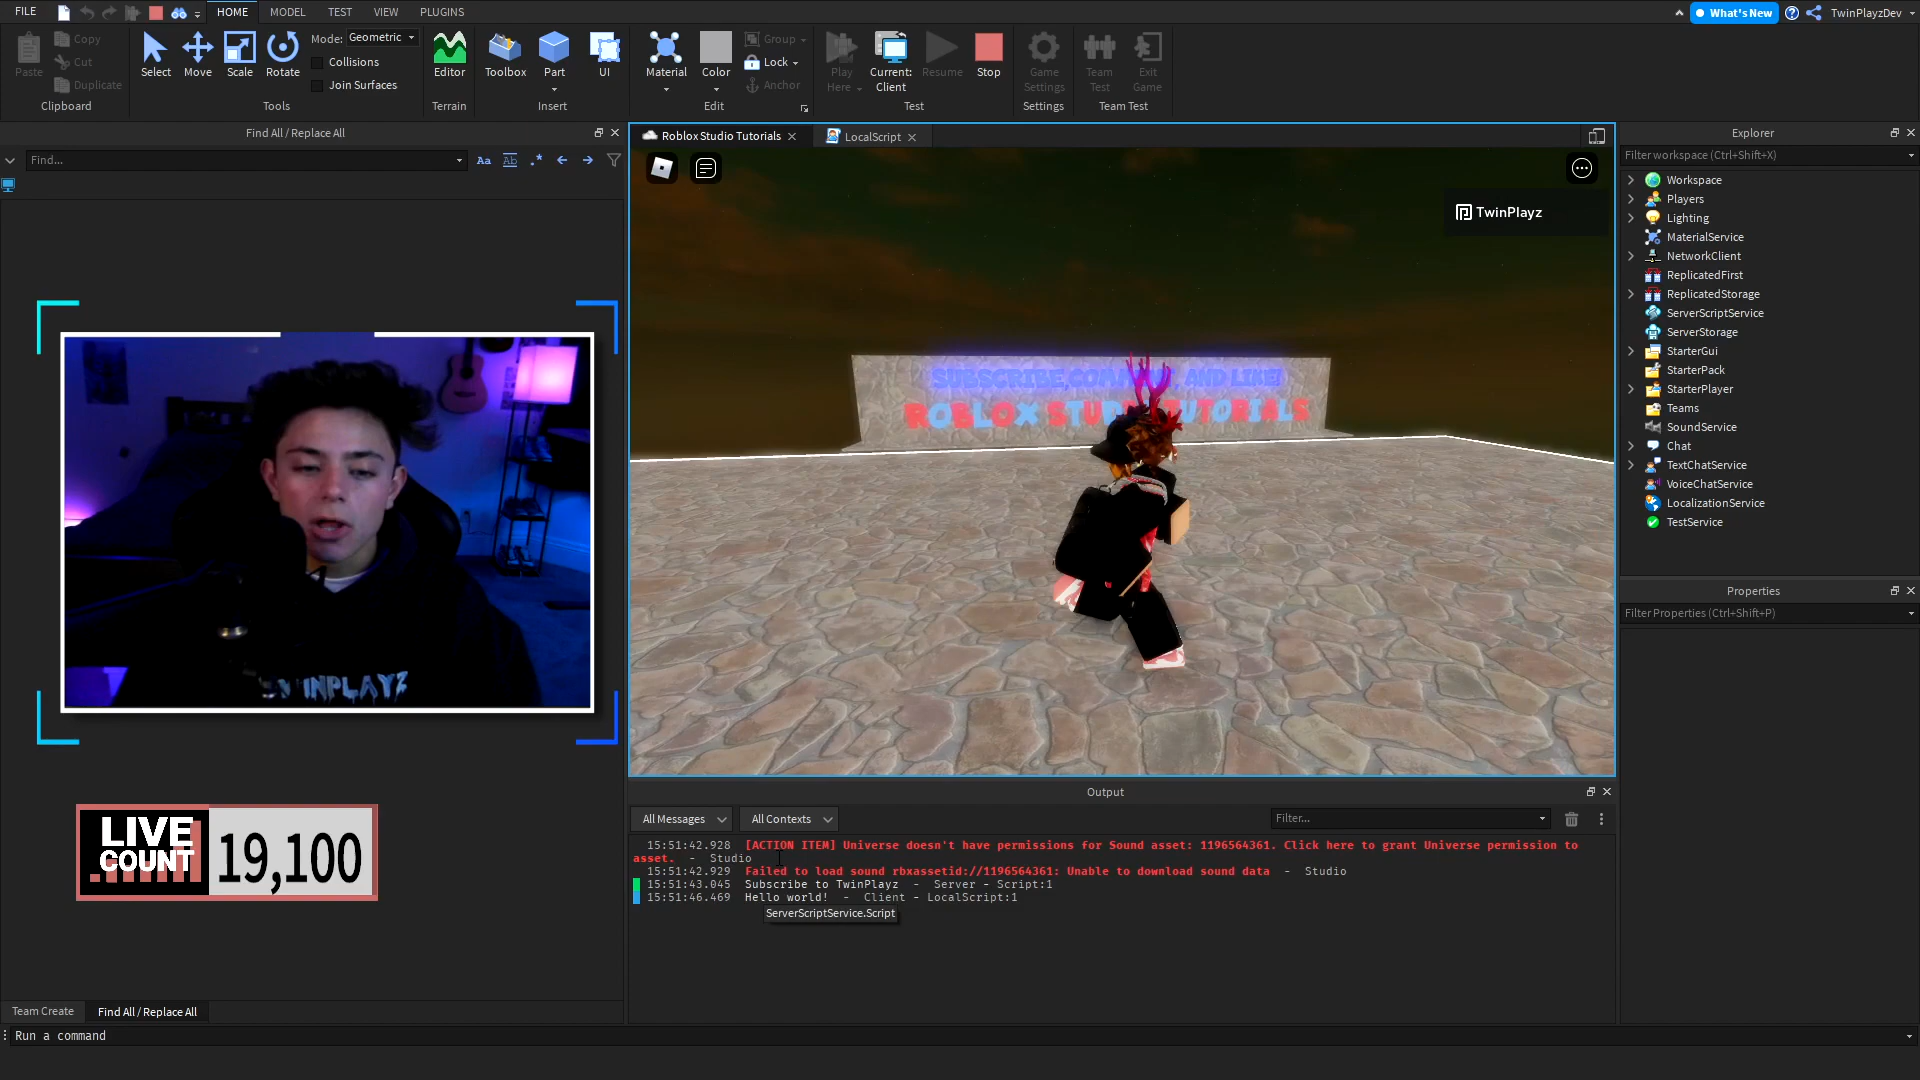 FILE HOME MODEL TEST VIEW PLUGINS What's New TwinPlayzDev
Paste Copy Cut Duplicate Clipboard
Select Move Scale Rotate Mode: Geometric Collisions Join Surfaces Tools
Editor Terrain
Toolbox Part UI Insert
Material Color Group Lock Anchor Edit
Play Here Current: Client Resume Stop Test
Game Settings Settings
Team Test Exit Game Team Test
Find All / Replace All
Find...
Aa Ab .*
Roblox Studio Tutorials LocalScript
TwinPlayz
ROBLOX STUDIO TUTORIALS
LIVE COUNT 19,100
Output
All Messages All Contexts Filter...
15:51:42.928 [ACTION ITEM] Universe doesn't have permissions for Sound asset: 1196564361. Click here to grant Universe permission to
asset. - Studio
15:51:42.929 Failed to load sound rbxassetid://1196564361: Unable to download sound data - Studio
15:51:43.045 Subscribe to TwinPlayz - Server - Script:1
15:51:46.469 Hello world! - Client - LocalScript:1
ServerScriptService.Script
Team Create Find All / Replace All
Run a command
Explorer
Filter workspace (Ctrl+Shift+X)
Workspace
Players
Lighting
MaterialService
NetworkClient
ReplicatedFirst
ReplicatedStorage
ServerScriptService
ServerStorage
StarterGui
StarterPack
StarterPlayer
Teams
SoundService
Chat
TextChatService
VoiceChatService
LocalizationService
TestService
Properties
Filter Properties (Ctrl+Shift+P)